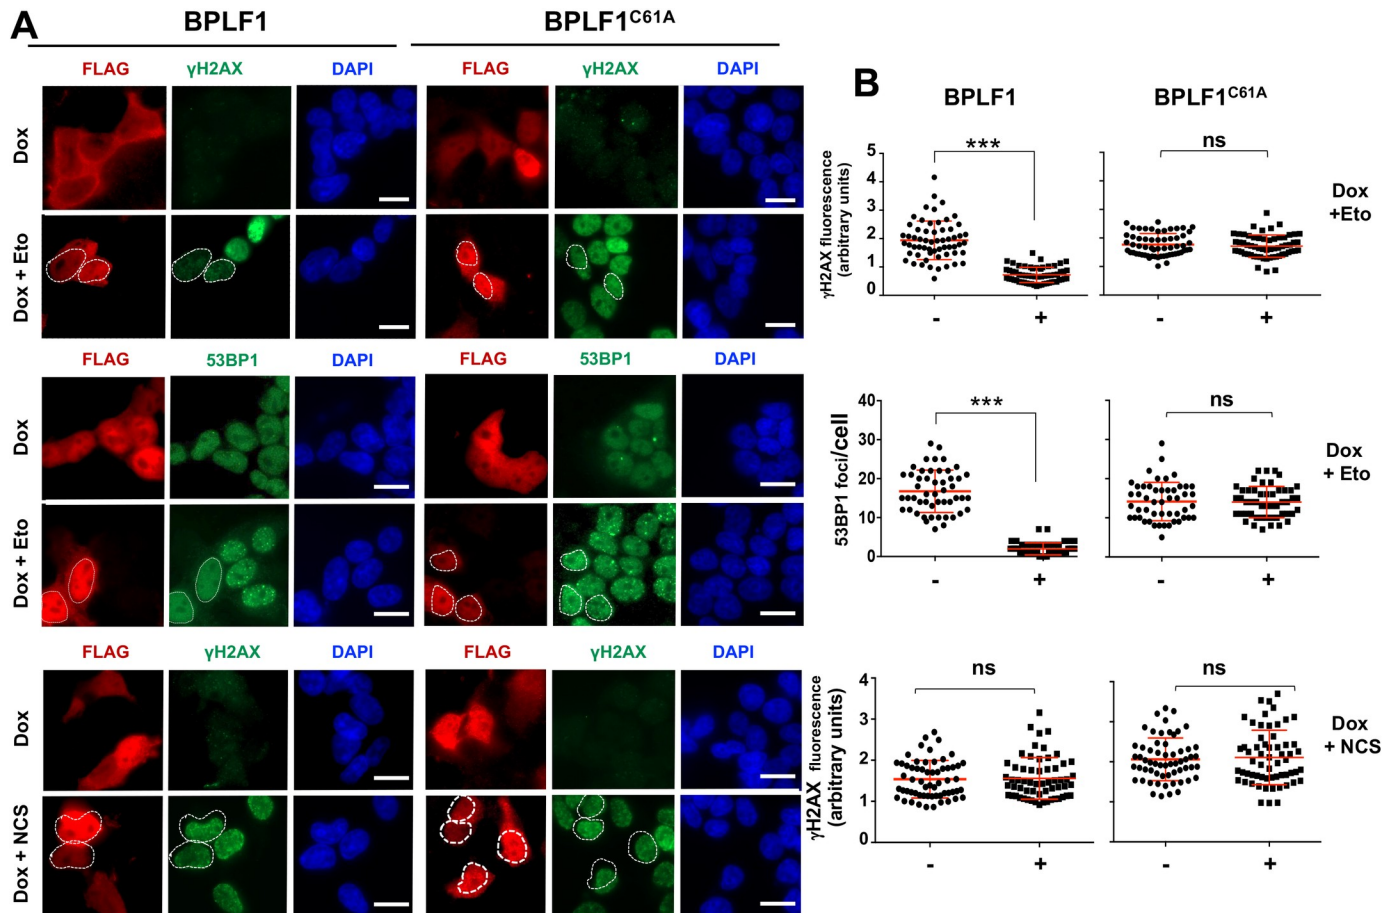 A
BPLF1
BPLF1C61A
FLAG
γH2AX
DAPI
FLAG
γH2AX
DAPI
Dox
Dox + Eto
FLAG
53BP1
DAPI
FLAG
53BP1
DAPI
Dox
Dox + Eto
FLAG
γH2AX
DAPI
FLAG
γH2AX
DAPI
Dox
Dox + NCS
B
BPLF1
BPLF1C61A
γH2AX fluorescence
(arbitrary units)
5
4
3
2
1
0
***
ns
- +
- +
Dox
+Eto
53BP1 foci/cell
40
30
20
10
0
***
ns
- +
- +
Dox
+ Eto
γH2AX fluorescence
(arbitrary units)
4
3
2
1
0
ns
ns
- +
- +
Dox
+ NCS